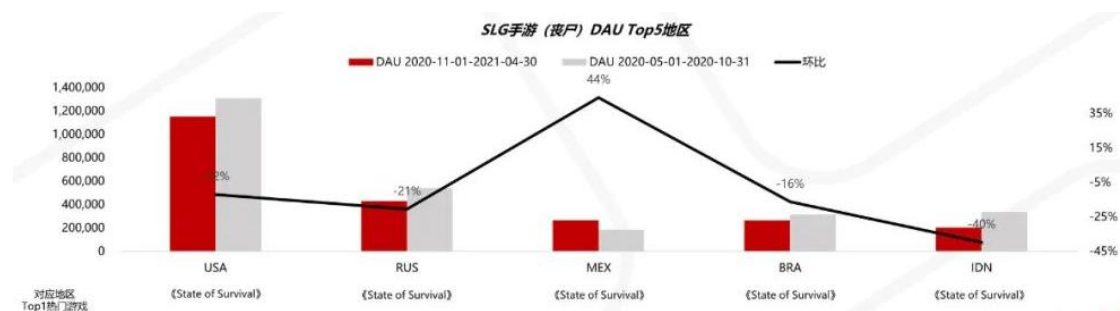 SLG手游（丧尸）DAU Top5地区
DAU 2020-11-01-2021-04-30 DAU 2020-05-01-2020-10-31 环比
1,400,000
1,200,000
1,000,000
800,000
600,000
400,000
200,000
0
44%
-21%
-16%
-40%
35%
15%
-5%
-25%
-45%
USA RUS MEX BRA IDN
对应地区
Top1热门游戏
《State of Survival》 《State of Survival》 《State of Survival》 《State of Survival》 《State of Survival》